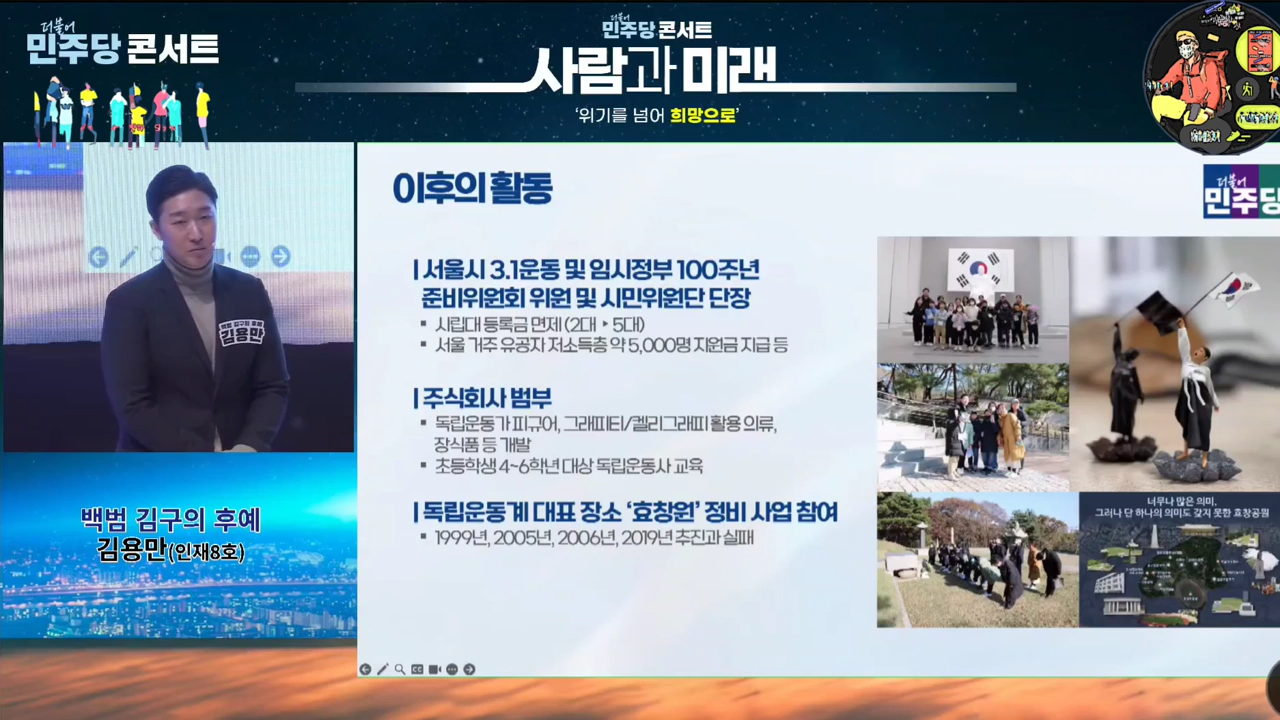 더불어
민주당 콘서트
더불어
민주당 콘서트
사람과 미래
'위기를 넘어 희망으로'
이후의 활동
더불어
민주당
| 서울시 3.1운동 및 임시정부 100주년
준비위원회 위원 및 시민위원단 단장
▪ 시립대 등록금 면제 (2대 ▸ 5대)
▪ 서울 거주 유공자 저소득층 약 5,000명 지원금 지급 등
| 주식회사 범부
▪ 독립운동가 피규어, 그래피티/켈리그래피 활용 의류,
장식품 등 개발
▪ 초등학생 4~6학년 대상 독립운동사 교육
| 독립운동계 대표 장소 '효창원' 정비 사업 참여
▪ 1999년, 2005년, 2006년, 2019년 추진과 실패
너무나 많은 의미,
그러나 단 하나의 의미도 갖지 못한 효창공원
백범 김구의 후예
김용만
백범 김구의 후예
김용만(인재8호)
CC